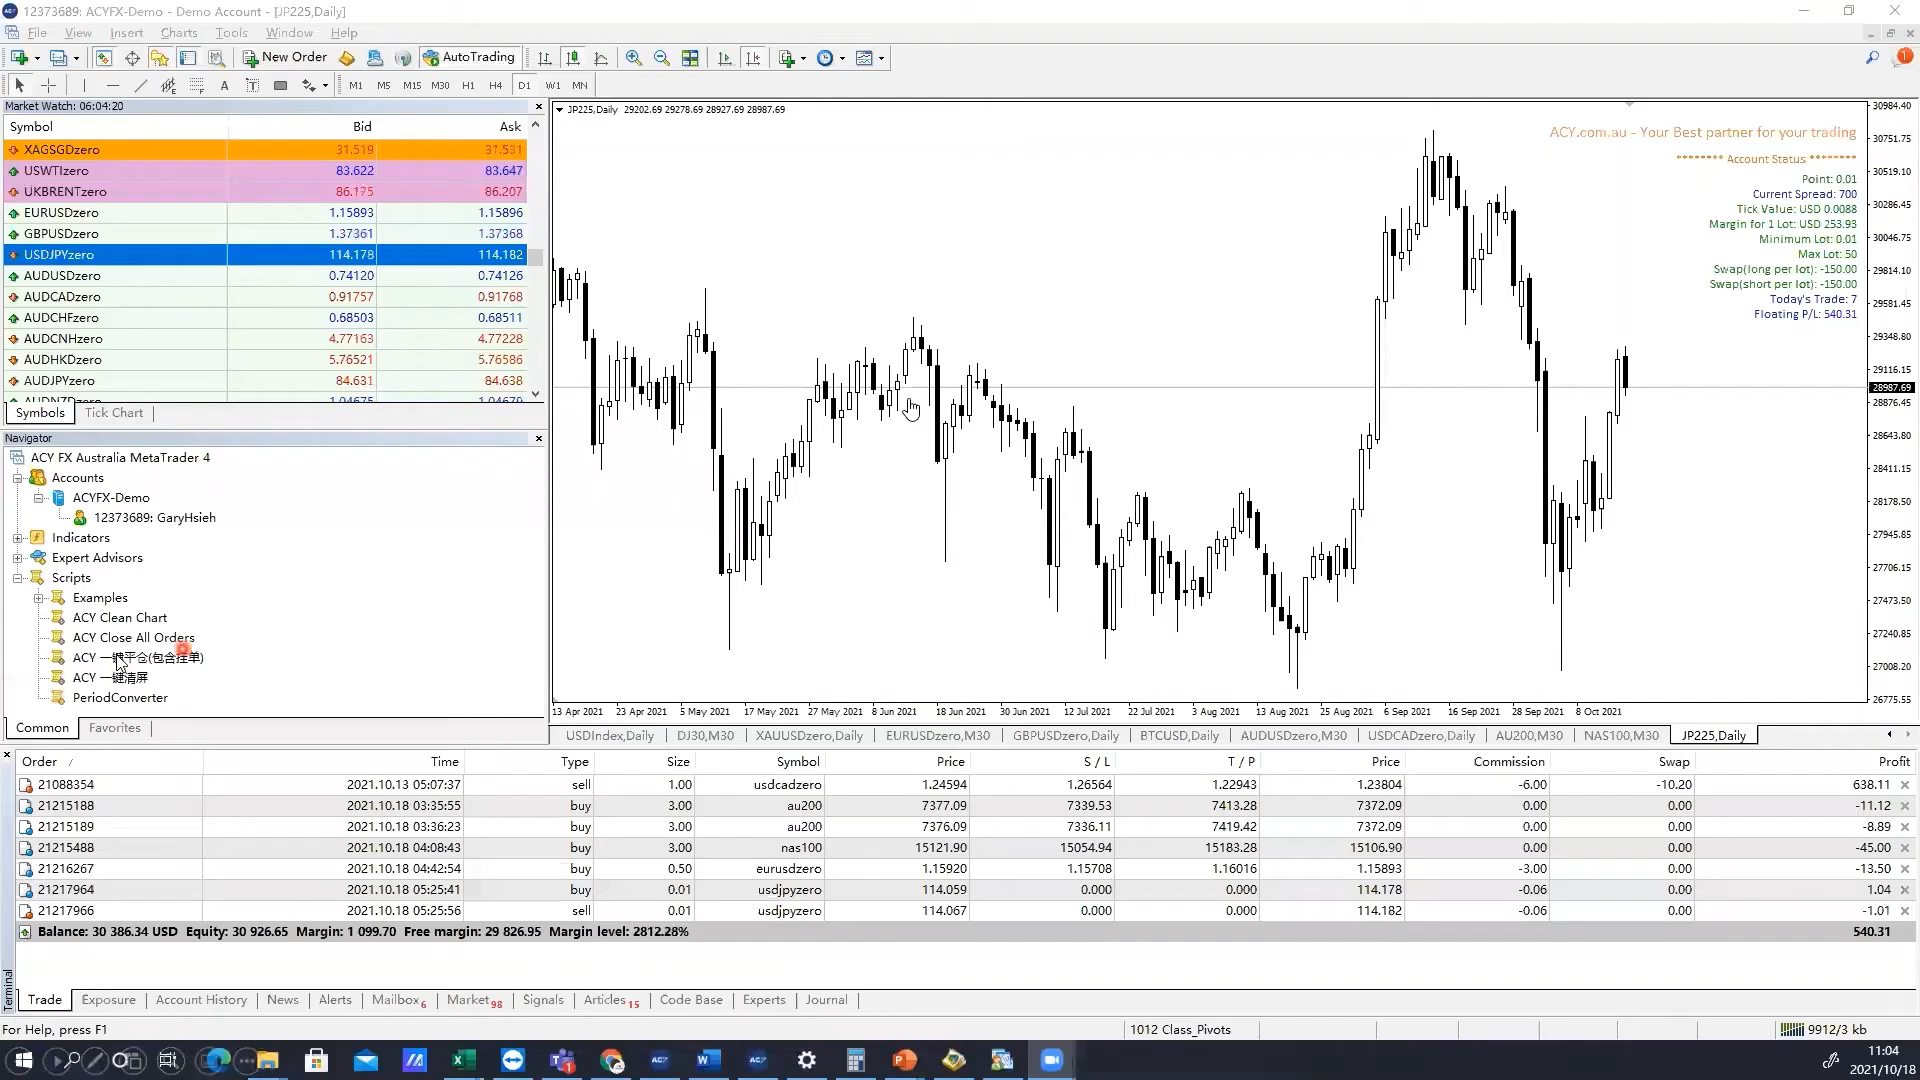 12373689: ACYFX-Demo - Demo Account - [JP225,Daily]
File View Insert Charts Tools Window Help
New Order AutoTrading
1
A T M1 M5 M15 M30 H1 H4 D1 W1 MN
Market Watch: 06:04:20
Symbol Bid Ask
XAGSGDzero 31.519 31.531
USWTIzero 83.622 83.647
UKBRENTzero 86.175 86.207
EURUSDzero 1.15893 1.15896
GBPUSDzero 1.37361 1.37368
USDJPYzero 114.178 114.182
AUDUSDzero 0.74120 0.74126
AUDCADzero 0.91757 0.91768
AUDCHFzero 0.68503 0.68511
AUDCNHzero 4.77163 4.77228
AUDHKDzero 5.76521 5.76586
AUDJPYzero 84.631 84.638
AUDNZDzero 1.04675 1.04679
Symbols Tick Chart
Navigator
ACY FX Australia MetaTrader 4
Accounts
ACYFX-Demo
12373689: GaryHsieh
Indicators
Expert Advisors
Scripts
Examples
ACY Clean Chart
ACY Close All Orders
ACY 一键平仓(包含挂单)
ACY 一键清屏
PeriodConverter
Common Favorites
JP225,Daily 29202.69 29278.69 28927.69 28987.69
ACY.com.au - Your Best partner for your trading
******** Account Status ********
Point: 0.01
Current Spread: 700
Tick Value: USD 0.0088
Margin for 1 Lot: USD 253.93
Minimum Lot: 0.01
Max Lot: 50
Swap(long per lot): -150.00
Swap(short per lot): -150.00
Today's Trade: 7
Floating P/L: 540.31
30984.40
30751.75
30519.10
30286.45
30046.75
29814.10
29581.45
29348.80
29116.15
28987.69
28876.45
28643.80
28411.15
28178.50
27945.85
27706.15
27473.50
27240.85
27008.20
26775.55
13 Apr 2021 23 Apr 2021 5 May 2021 17 May 2021 27 May 2021 8 Jun 2021 18 Jun 2021 30 Jun 2021 12 Jul 2021 22 Jul 2021 3 Aug 2021 13 Aug 2021 25 Aug 2021 6 Sep 2021 16 Sep 2021 28 Sep 2021 8 Oct 2021
USDIndex,Daily DJ30,M30 XAUUSDzero,Daily EURUSDzero,M30 GBPUSDzero,Daily BTCUSD,Daily AUDUSDzero,M30 USDCADzero,Daily AU200,M30 NAS100,M30 JP225,Daily
Order / Time Type Size Symbol Price S / L T / P Price Commission Swap Profit
21088354 2021.10.13 05:07:37 sell 1.00 usdcadzero 1.24594 1.26564 1.22943 1.23804 -6.00 -10.20 638.11
21215188 2021.10.18 03:35:55 buy 3.00 au200 7377.09 7339.53 7413.28 7372.09 0.00 0.00 -11.12
21215189 2021.10.18 03:36:23 buy 3.00 au200 7376.09 7336.11 7419.42 7372.09 0.00 0.00 -8.89
21215488 2021.10.18 04:08:43 buy 3.00 nas100 15121.90 15054.94 15183.28 15106.90 0.00 0.00 -45.00
21216267 2021.10.18 04:42:54 buy 0.50 eurusdzero 1.15920 1.15708 1.16016 1.15893 -3.00 0.00 -13.50
21217964 2021.10.18 05:25:41 buy 0.01 usdjpyzero 114.059 0.000 0.000 114.178 -0.06 0.00 1.04
21217966 2021.10.18 05:25:56 sell 0.01 usdjpyzero 114.067 0.000 0.000 114.182 -0.06 0.00 -1.01
Balance: 30 386.34 USD Equity: 30 926.65 Margin: 1 099.70 Free margin: 29 826.95 Margin level: 2812.28% 540.31
Terminal
Trade Exposure Account History News Alerts Mailbox 6 Market 98 Signals Articles 15 Code Base Experts Journal
For Help, press F1 1012 Class_Pivots 9912/3 kb
11:04
2021/10/18